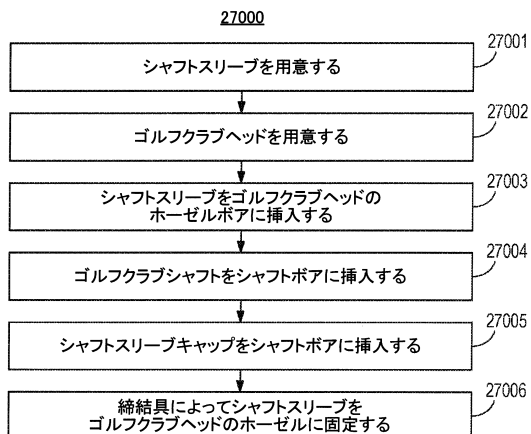 27000
27001
シャフトスリーブを用意する
27002
ゴルフクラブヘッドを用意する
27003
シャフトスリーブをゴルフクラブヘッドの
ホーゼルボアに挿入する
27004
ゴルフクラブシャフトをシャフトボアに挿入する
27005
シャフトスリーブキャップをシャフトボアに挿入する
27006
締結具によってシャフトスリーブを
ゴルフクラブヘッドのホーゼルに固定する